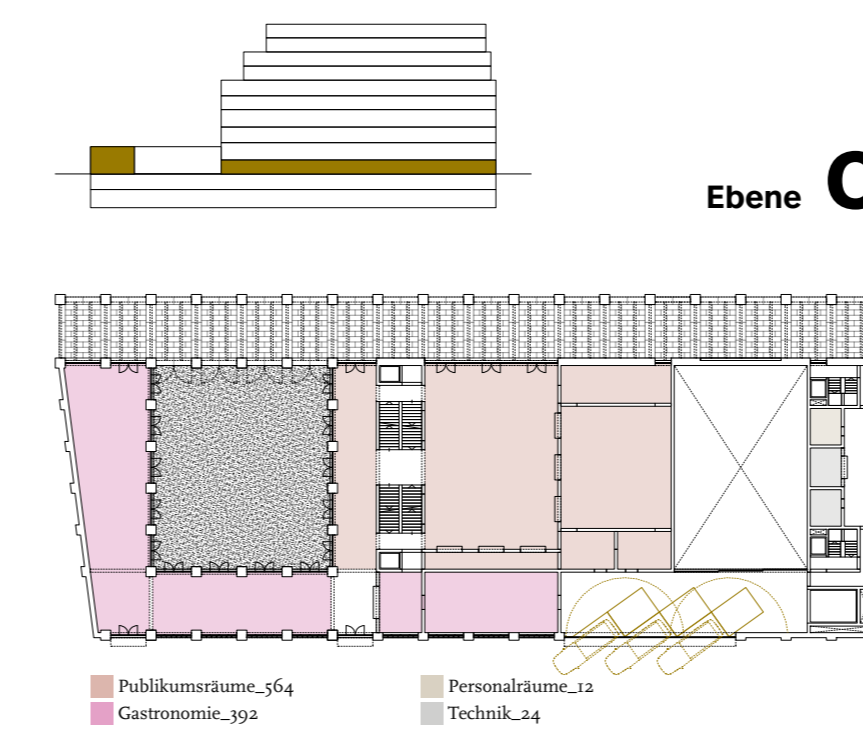 Ebene
Publikumsräume_564
Gastronomie_392
Personalräume_12
Technik_24